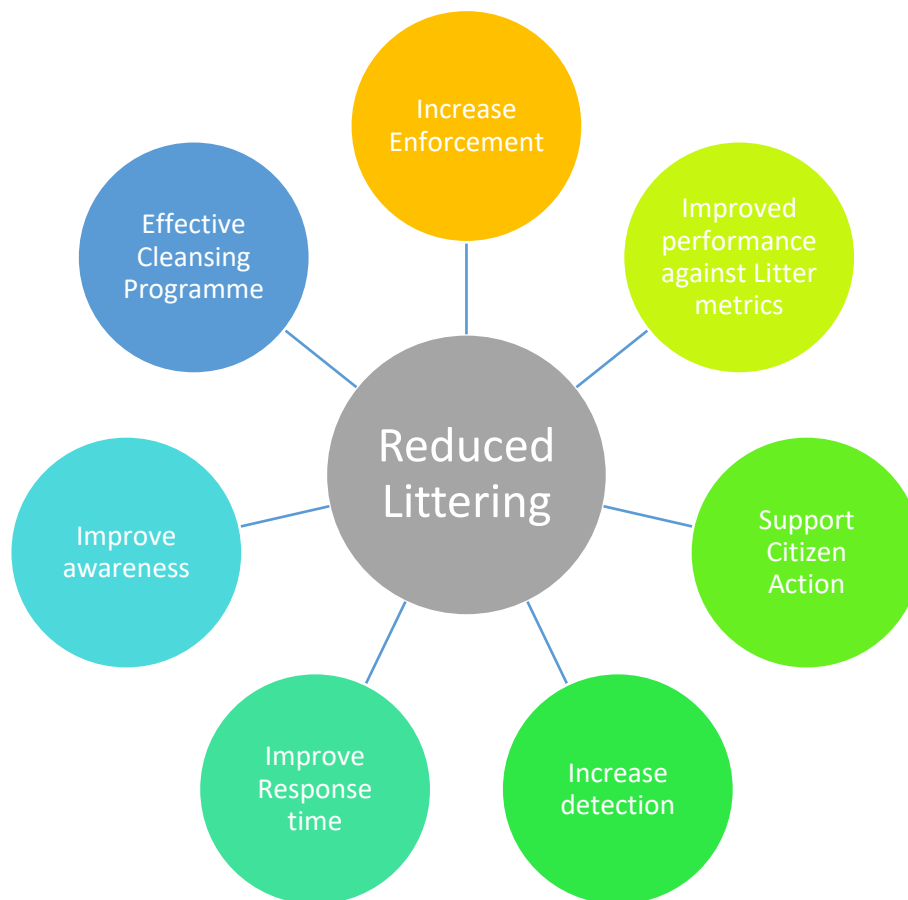 Increase
Enforcement
Improved
performance
against Litter
metrics
Support
Citizen
Action
Increase
detection
Improve
Response
time
Improve
awareness
Effective
Cleansing
Programme
Reduced
Littering